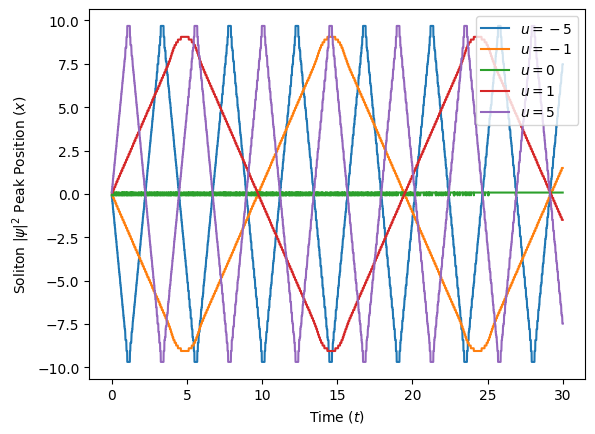 10.0
7.5
5.0
2.5
0.0
−2.5
−5.0
−7.5
−10.0
Soliton |ψ|² Peak Position (x)
u = −5
u = −1
u = 0
u = 1
u = 5
0
5
10
15
20
25
30
Time (t)